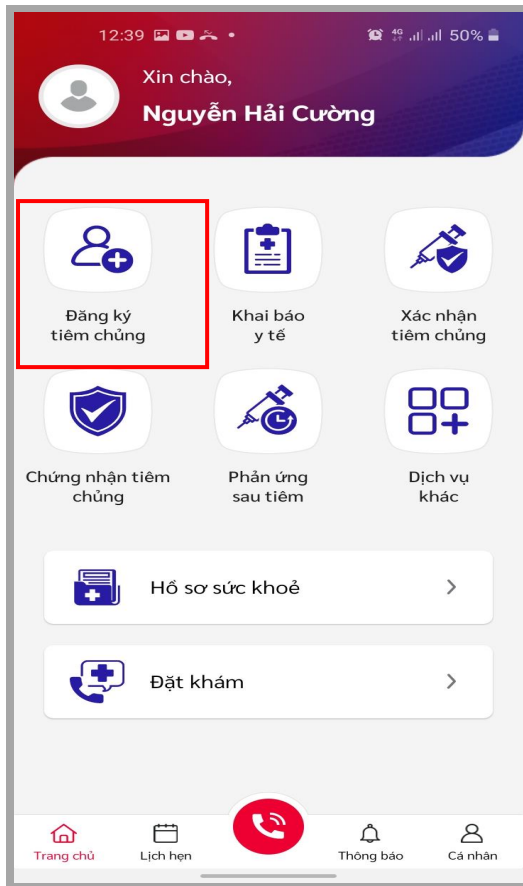 12:39
4G
50%
Xin chào,
Nguyễn Hải Cường
Đăng ký
tiêm chủng
Khai báo
y tế
Xác nhận
tiêm chủng
Chứng nhận tiêm
chủng
Phản ứng
sau tiêm
Dịch vụ
khác
Hồ sơ sức khoẻ
Đặt khám
Trang chủ
Lịch hẹn
Thông báo
Cá nhân